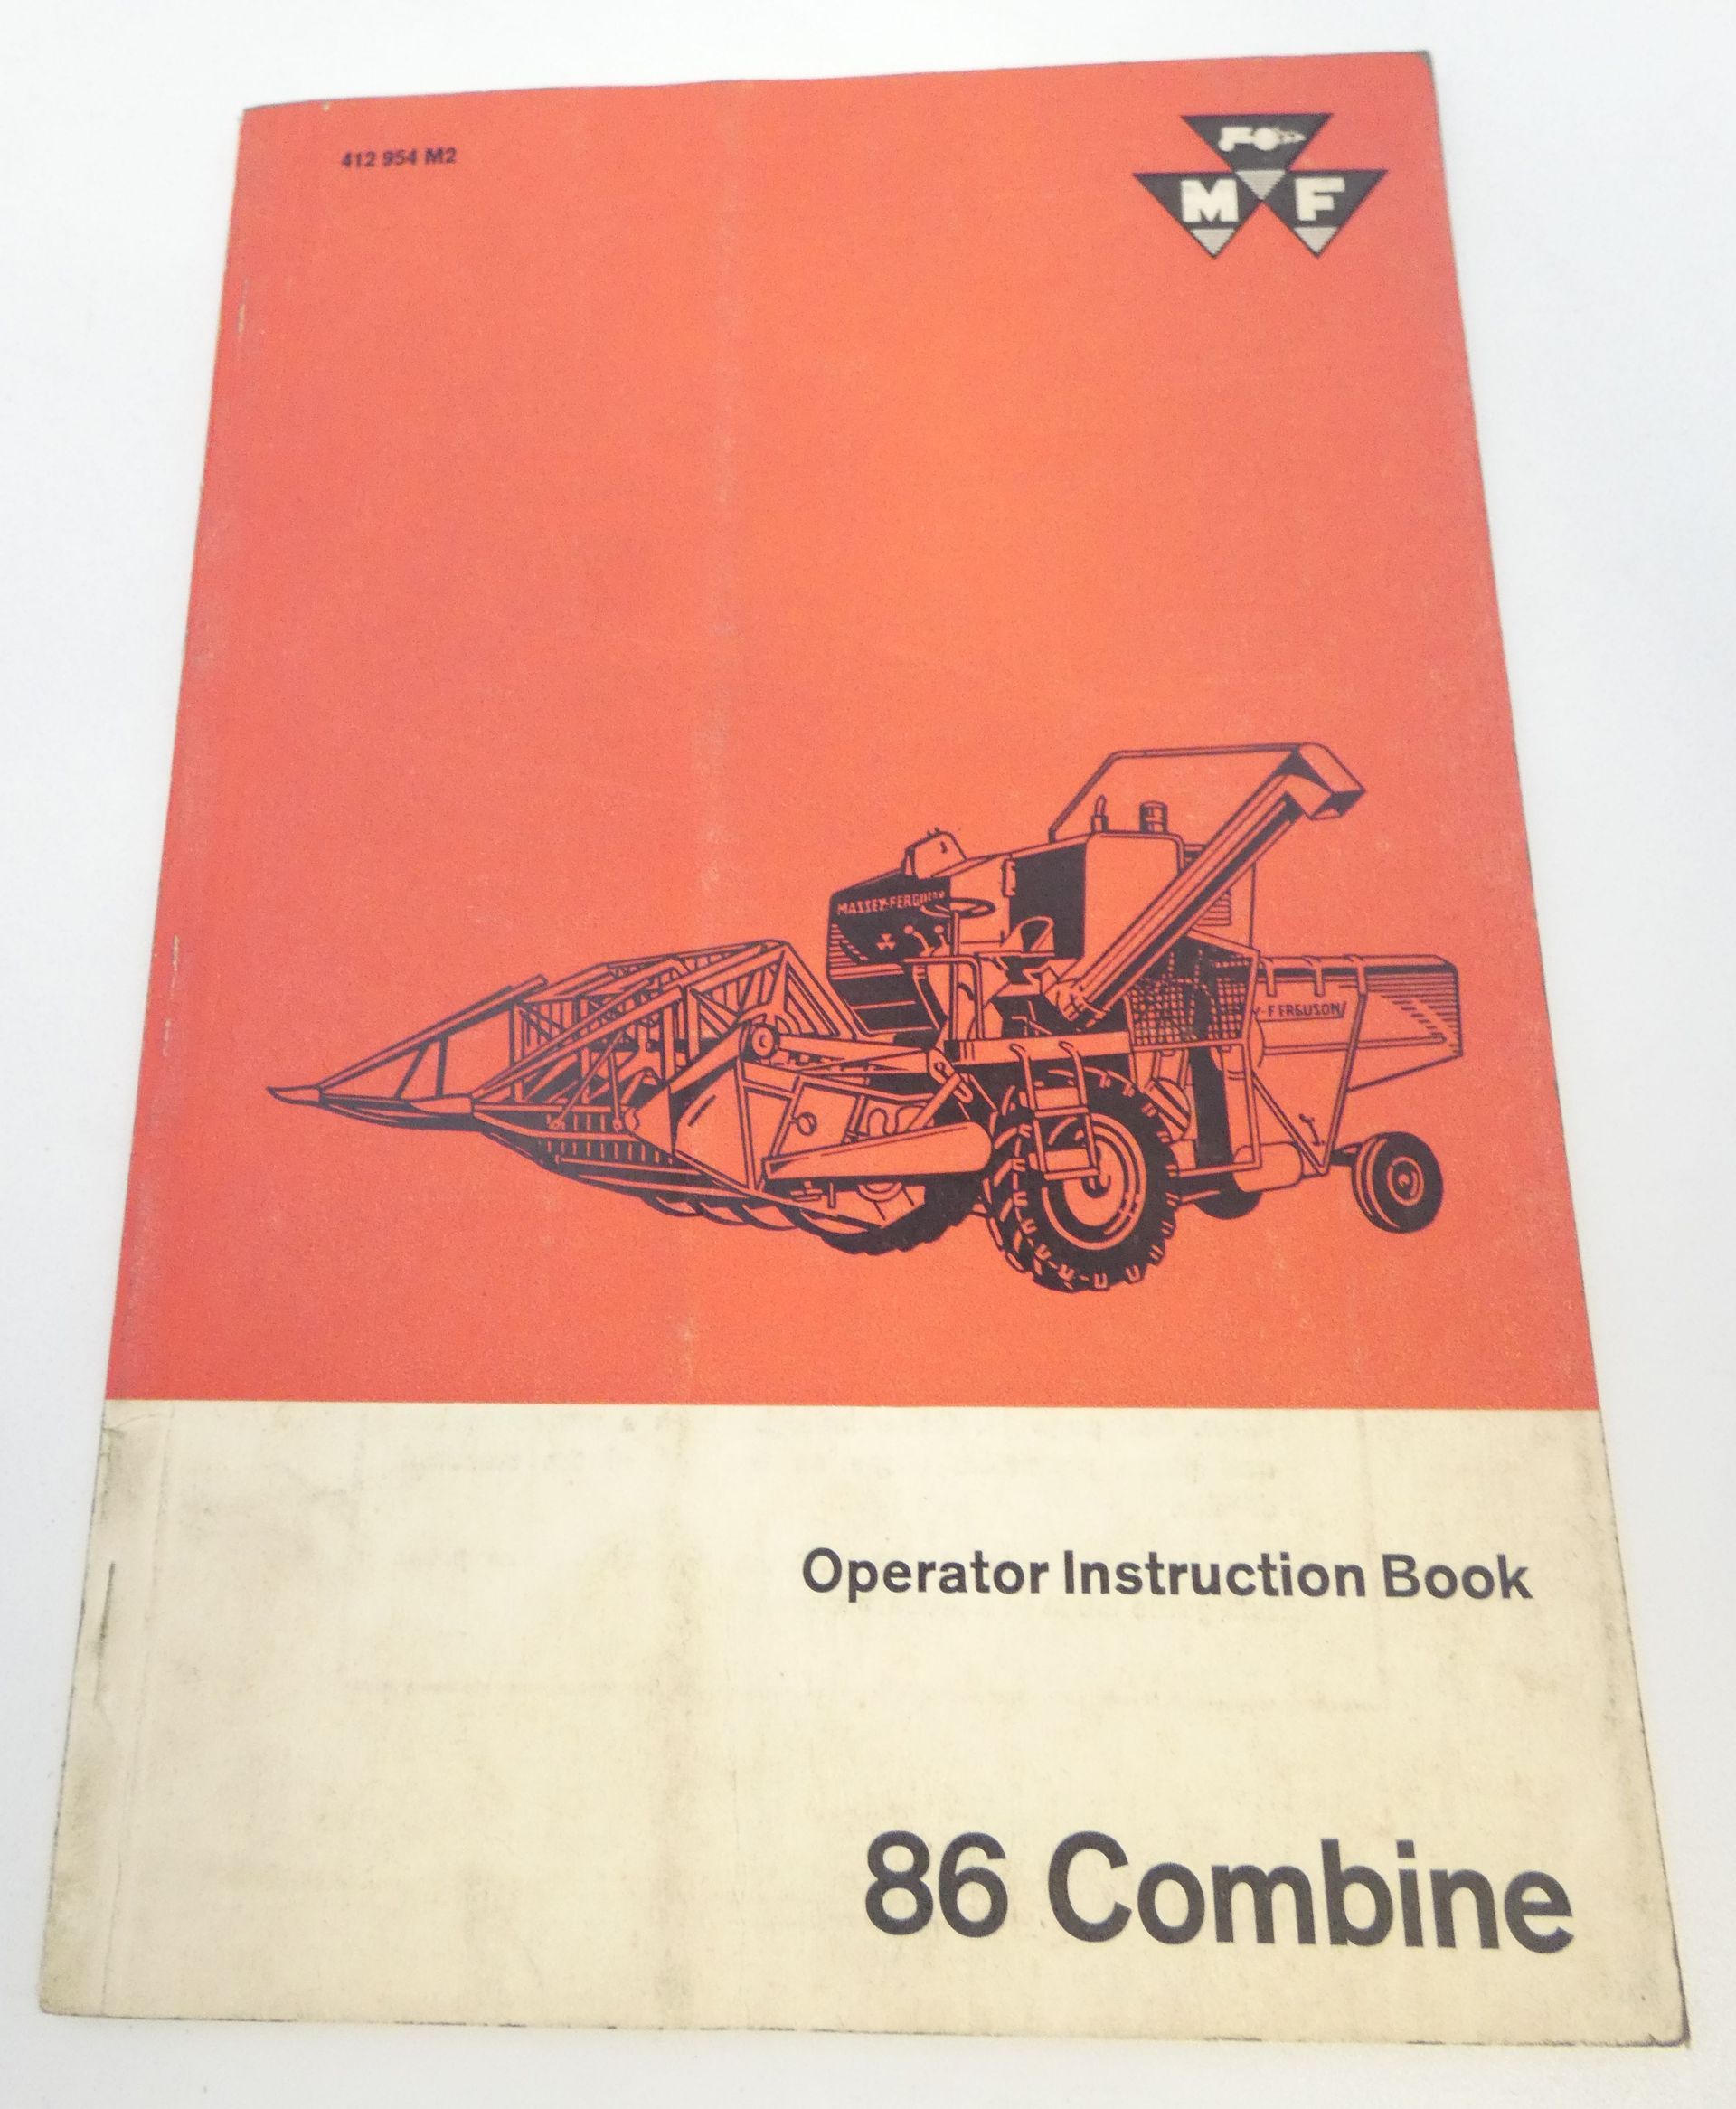 412 954 M2
M F
MASSEY-FERGUSON
Y-FERGUSON
Operator Instruction Book
86 Combine